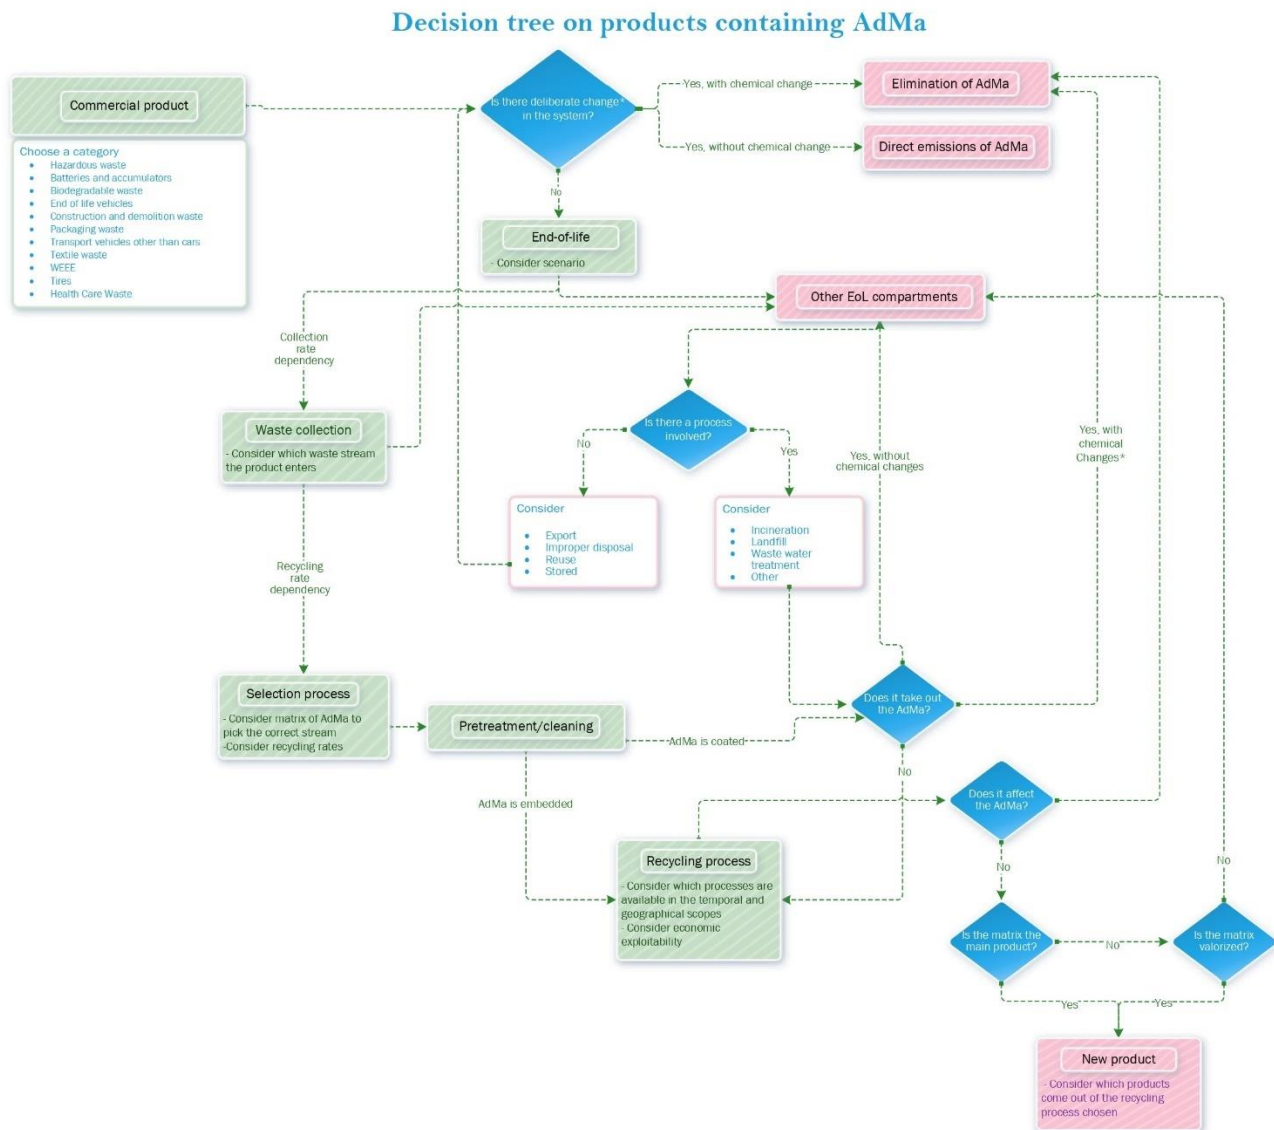 Decision tree on products containing AdMa
Commercial product
Choose a category
Hazardous waste
Batteries and accumulators
Biodegradable waste
End of life vehicles
Construction and demolition waste
Packaging waste
Transport vehicles other than cars
Textile waste
WEEE
Tires
Health Care Waste
Is there deliberate change*
in the system?
Yes, with chemical change
Elimination of AdMa
Yes, without chemical change
Direct emissions of AdMa
No
End-of-life
- Consider scenario
Other EoL compartments
Collection
rate
dependency
Waste collection
- Consider which waste stream
the product enters
Is there a process
involved?
No
Yes
Yes, without
chemical changes
Yes, with
chemical
Changes*
Consider
Export
Improper disposal
Reuse
Stored
Consider
Incineration
Landfill
Waste water
treatment
Other
Recycling
rate
dependency
Selection process
- Consider matrix of AdMa to
pick the correct stream
-Consider recycling rates
Pretreatment/cleaning
AdMa is coated
Does it take out
the AdMa?
No
AdMa is embedded
Does it affect
the AdMa?
Recycling process
- Consider which processes are
available in the temporal and
geographical scopes
- Consider economic
exploitability
No
No
Is the matrix the
main product?
No
Is the matrix
valorized?
Yes
Yes
New product
- Consider which products
come out of the recycling
process chosen